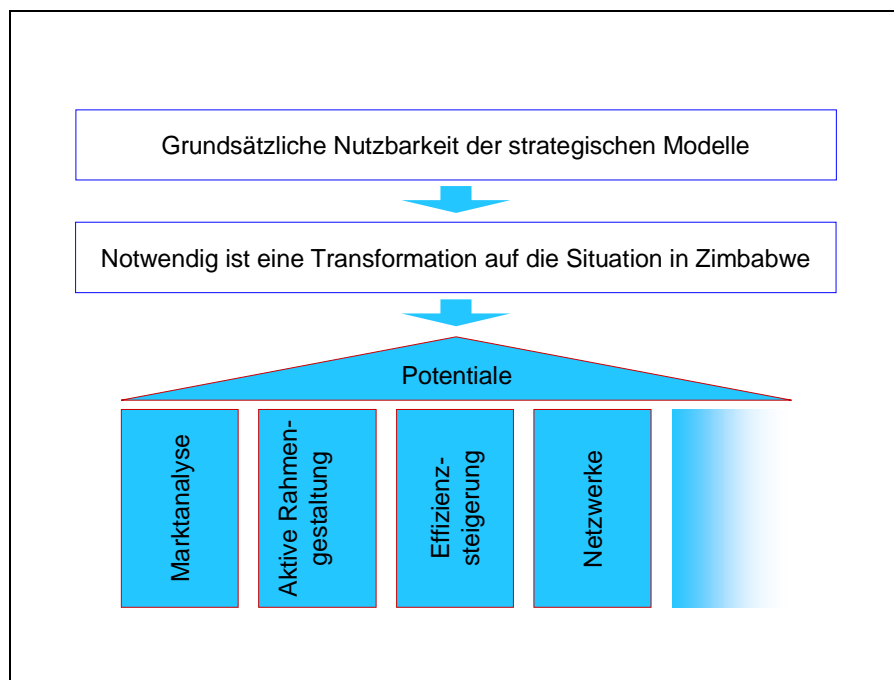 Grundsätzliche Nutzbarkeit der strategischen Modelle
Notwendig ist eine Transformation auf die Situation in Zimbabwe
Potentiale
Marktanalyse
Aktive Rahmen-
gestaltung
Effizienz-
steigerung
Netzwerke